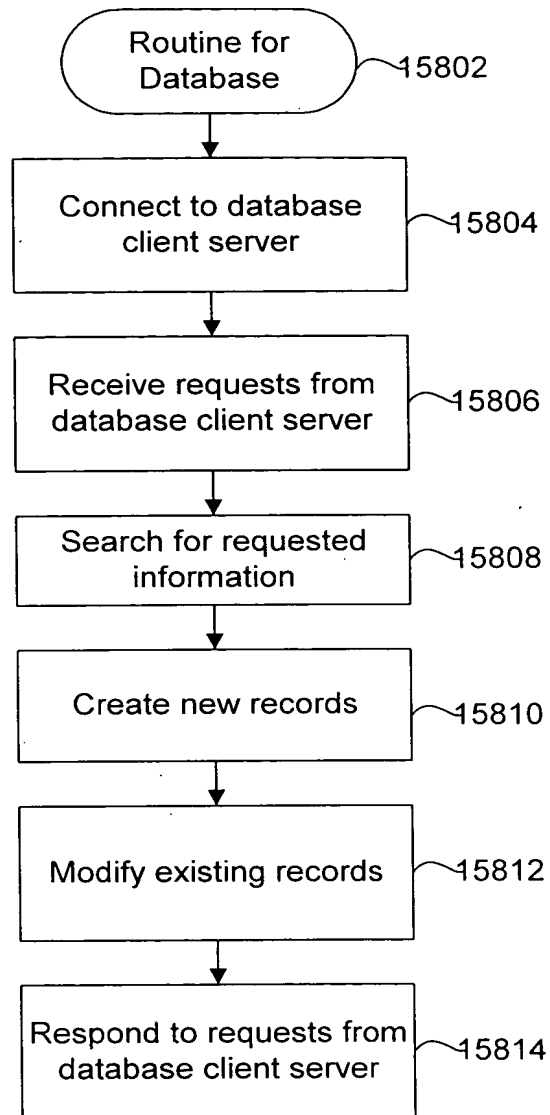 Routine for
Database
15802
Connect to database
client server
15804
Receive requests from
database client server
15806
Search for requested
information
15808
Create new records
15810
Modify existing records
15812
Respond to requests from
database client server
15814